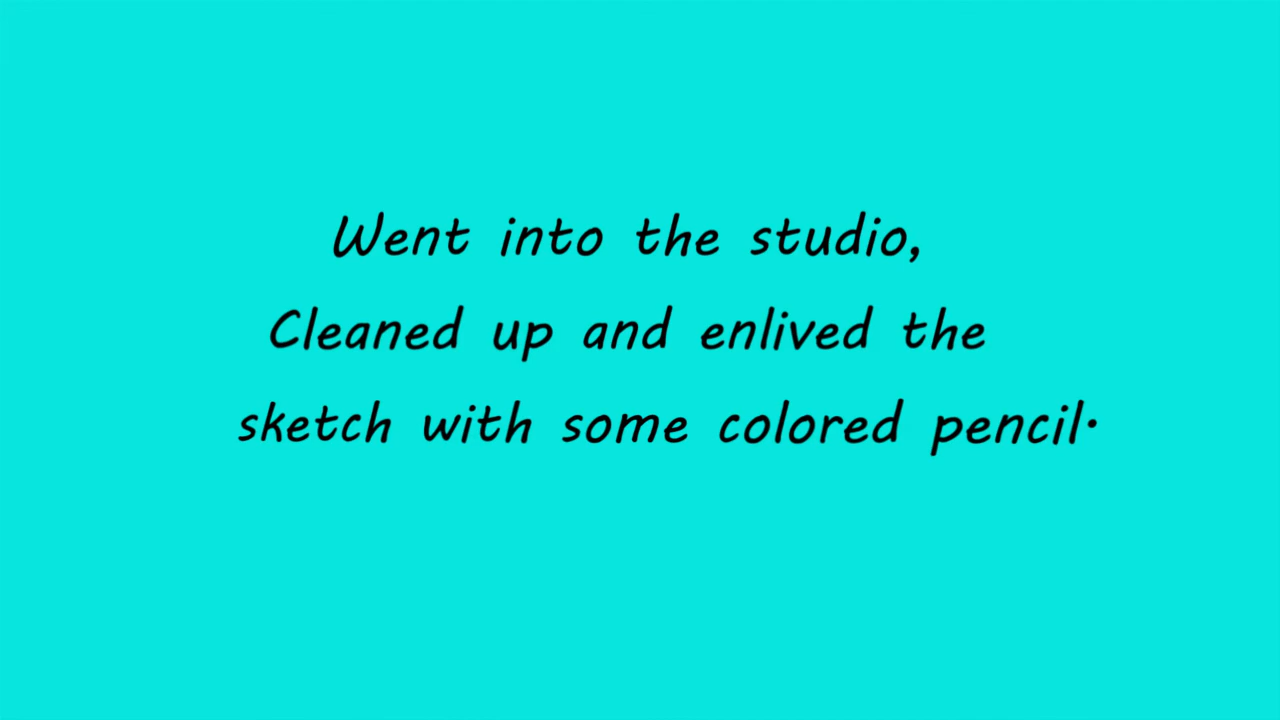 Went into the studio,
Cleaned up and enlived the
sketch with some colored pencil.